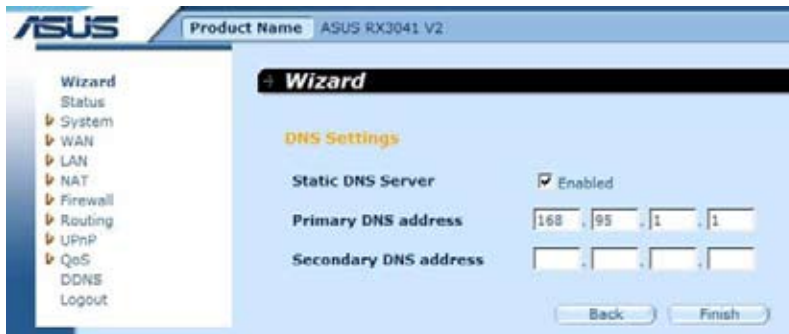 ASUS
Product Name ASUS RX3041 V2
Wizard
Status
System
WAN
LAN
NAT
Firewall
Routing
UPnP
QoS
DDNS
Logout
Wizard
DNS Settings
Static DNS Server Enabled
Primary DNS address 168 . 95 . 1 . 1
Secondary DNS address . . .
Back Finish